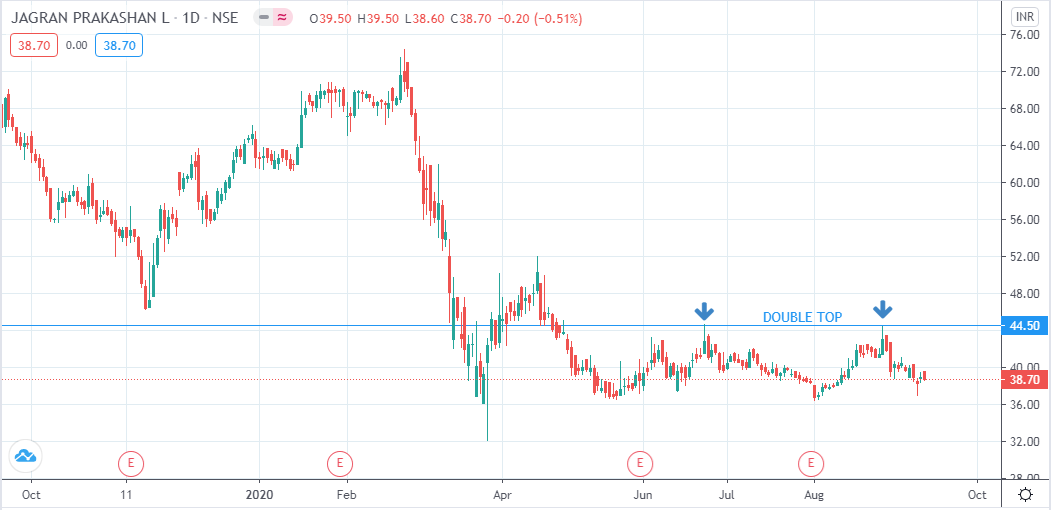 JAGRAN PRAKASHAN L · 1D · NSE O39.50 H39.50 L38.60 C38.70 −0.20 (−0.51%)
INR
38.70 0.00 38.70
76.00
72.00
68.00
64.00
60.00
56.00
52.00
48.00
DOUBLE TOP
44.50
40.00
38.70
36.00
32.00
E E E E
28.00
Oct 11 2020 Feb Apr Jun Jul Aug Oct